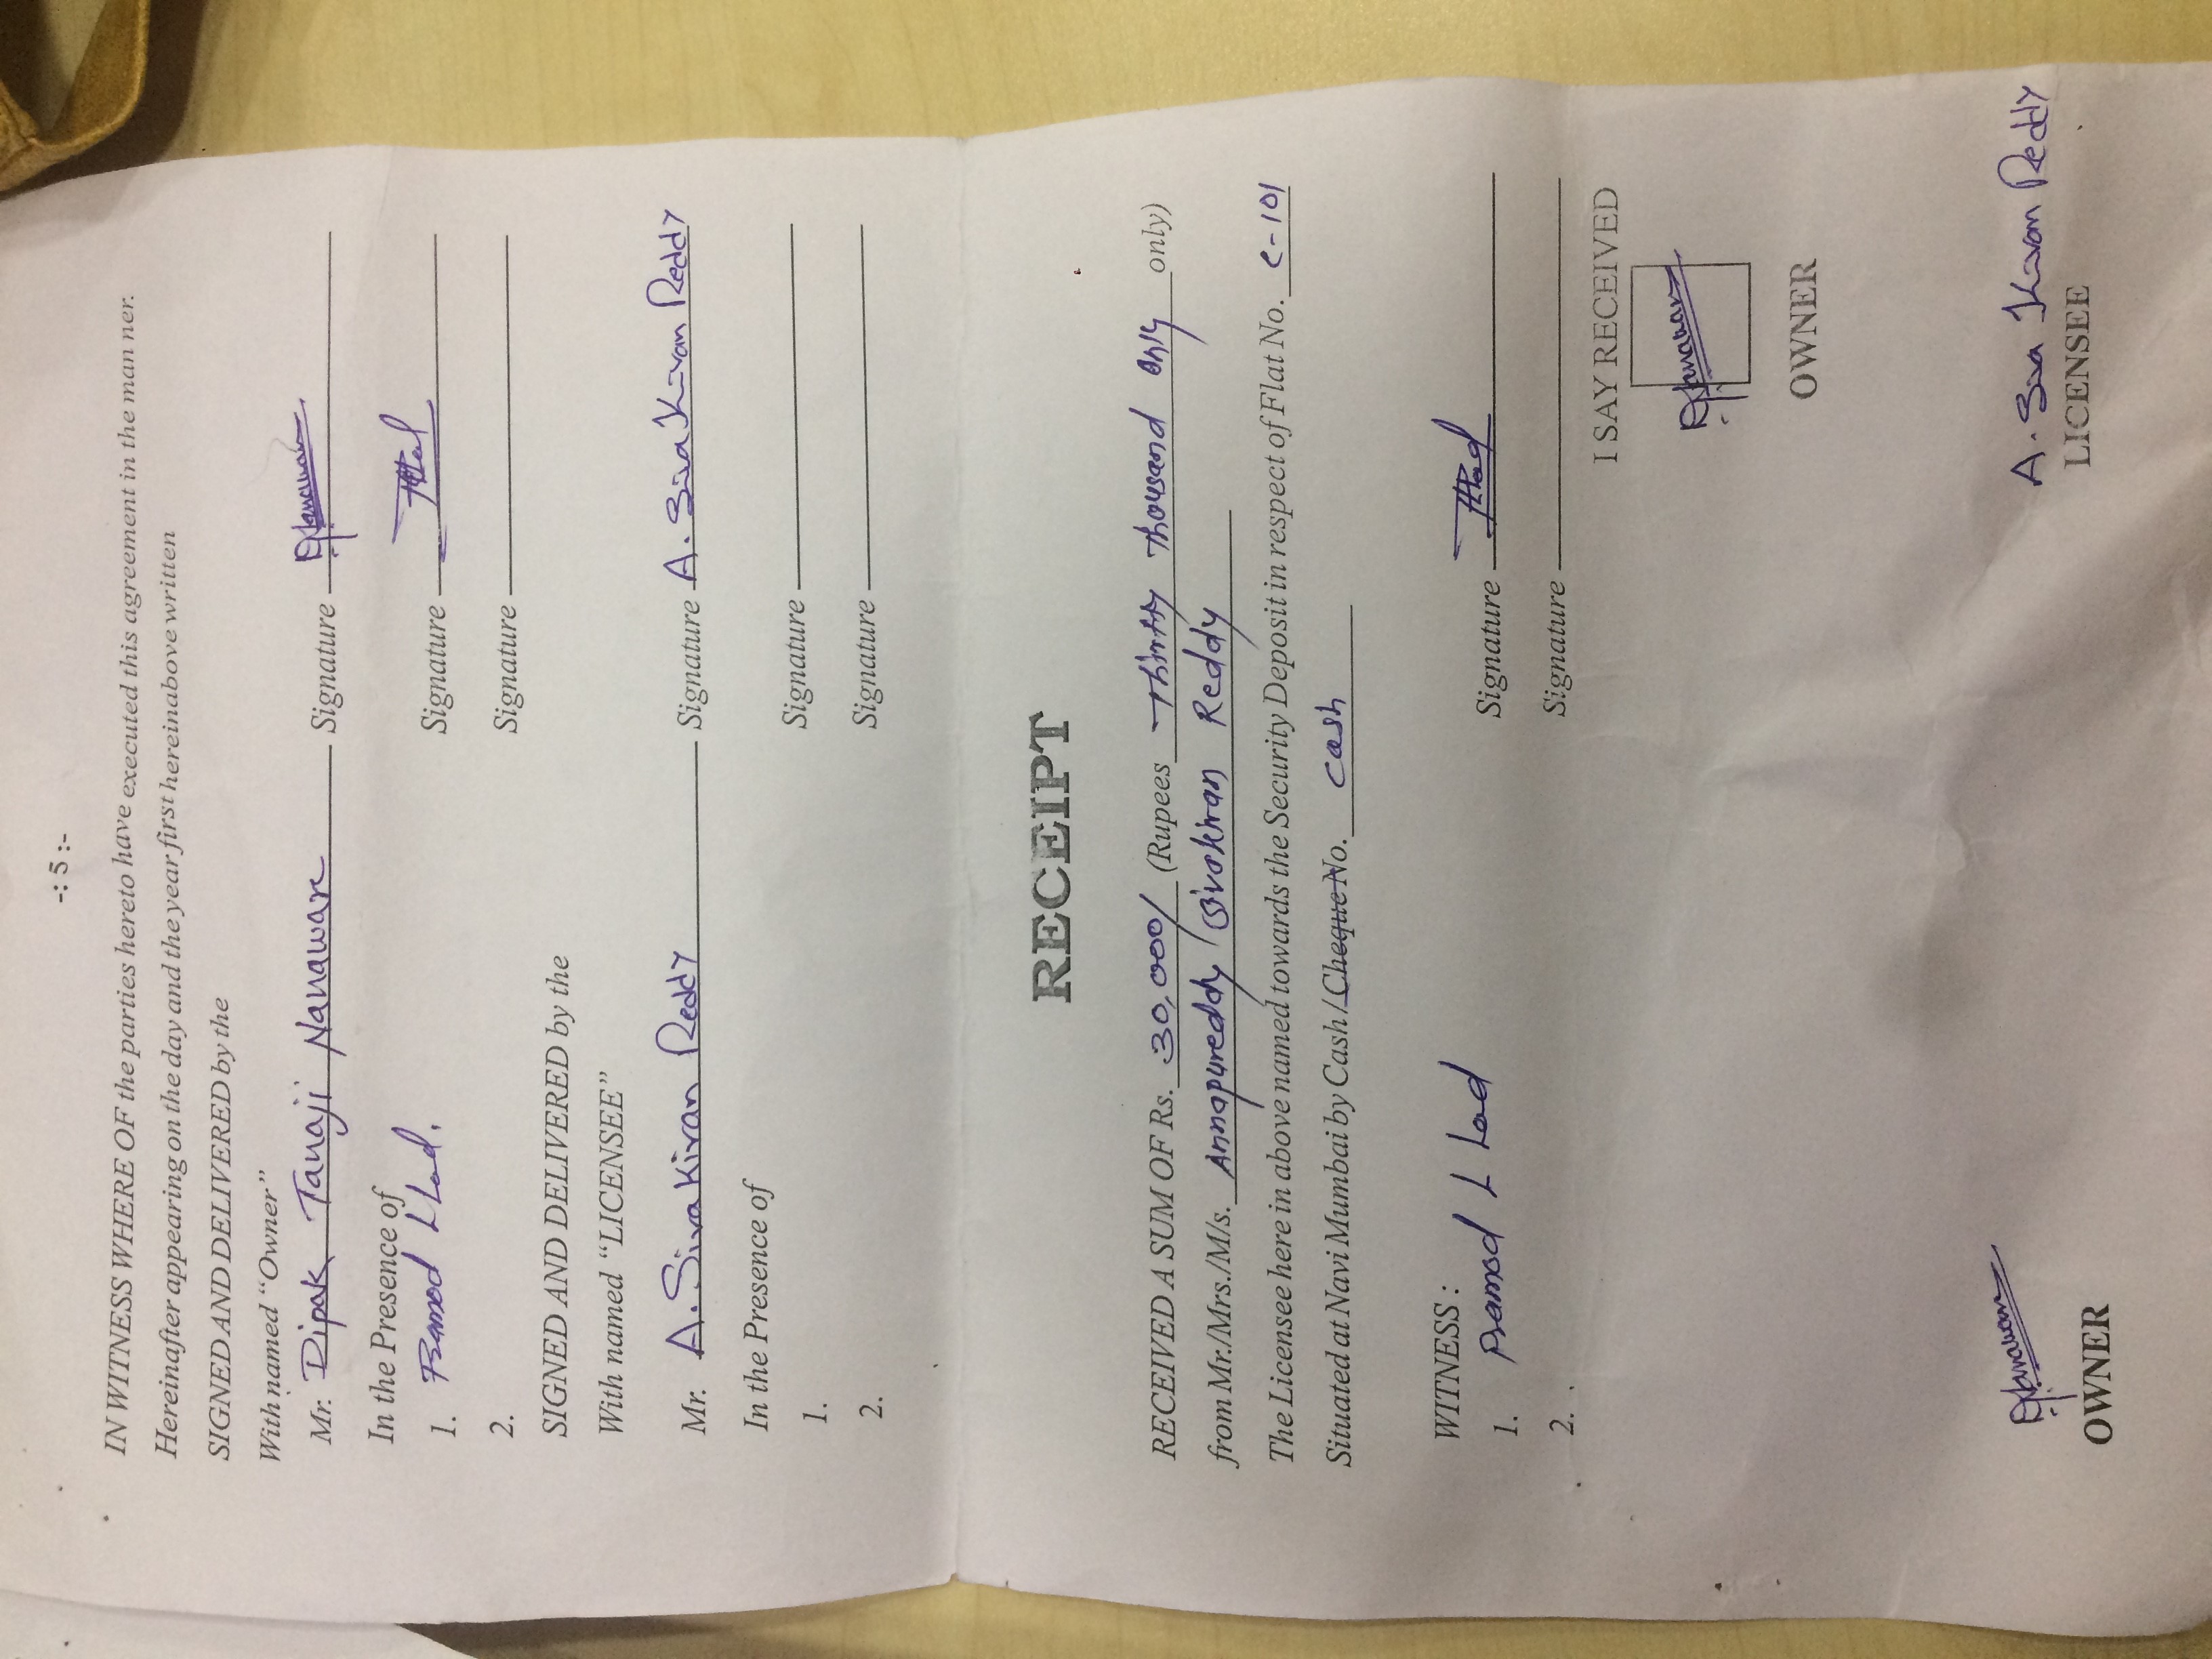 -: 5 :-
IN WITNESS WHERE OF the parties hereto have executed this agreement in the man ner.
Hereinafter appearing on the day and the year first hereinabove written
SIGNED AND DELIVERED by the
With named "Owner"
Mr. Dipak Tanaji Nanaware Signature
In the Presence of
1. Pramod L Lad. Signature
2. Signature
SIGNED AND DELIVERED by the
With named "LICENSEE"
Mr. A. Siva Kiran Reddy Signature A. Siva Kiran Reddy
In the Presence of
1. Signature
2. Signature
RECEIPT
RECEIVED A SUM OF Rs. 30,000/ (Rupees Thirty thousand only only)
from Mr./Mrs./M/s. Annapureddy Sivakiran Reddy
The Licensee here in above named towards the Security Deposit in respect of Flat No. C-101
Situated at Navi Mumbai by Cash / Cheque No. Cash
WITNESS :
1. Pramod L Lad Signature
2. Signature
I SAY RECEIVED
OWNER
A. Siva Kiran Reddy
OWNER LICENSEE